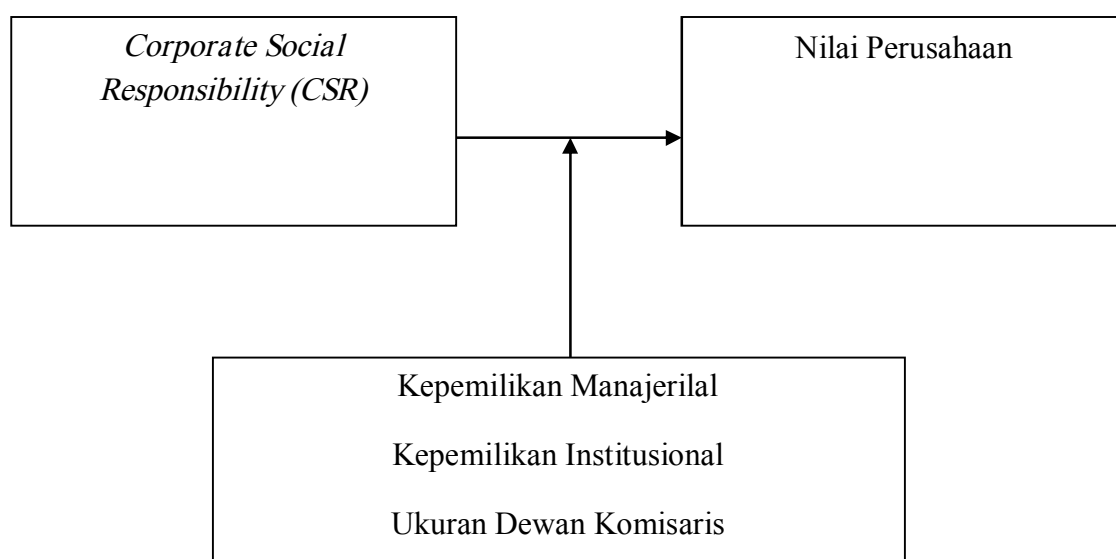 Corporate Social
Responsibility (CSR)
Nilai Perusahaan
Kepemilikan Manajerilal
Kepemilikan Institusional
Ukuran Dewan Komisaris